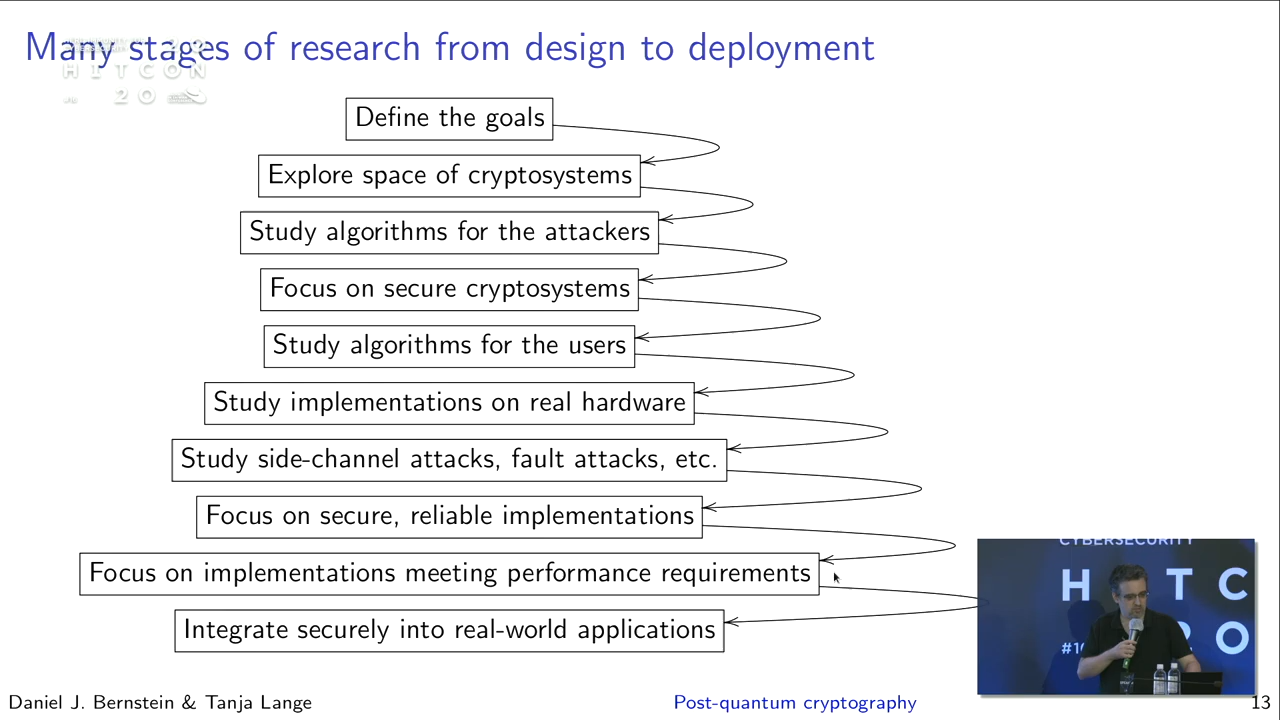 Many stages of research from design to deployment
HITCON
20
Define the goals
Explore space of cryptosystems
Study algorithms for the attackers
Focus on secure cryptosystems
Study algorithms for the users
Study implementations on real hardware
Study side-channel attacks, fault attacks, etc.
Focus on secure, reliable implementations
Focus on implementations meeting performance requirements
Integrate securely into real-world applications
CYBERSECURITY
H T C
O
Daniel J. Bernstein & Tanja Lange
Post-quantum cryptography
13